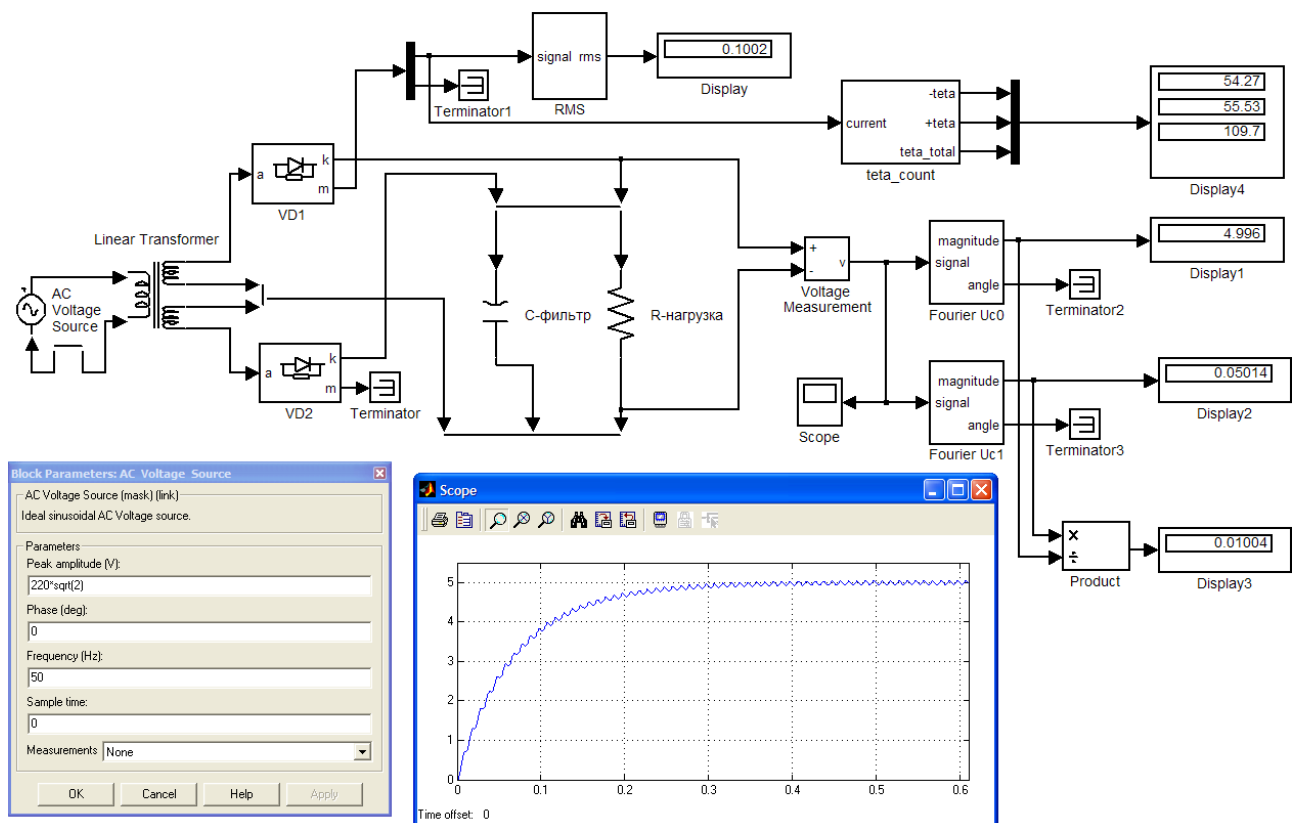 signal rms
RMS
0.1002
Display
Terminator1
current
-teta
+teta
teta_total
teta_count
54.27
55.53
109.7
Display4
a
k
m
VD1
Linear Transformer
AC
Voltage
Source
a
k
m
VD2
Terminator
С-фильтр
R-нагрузка
+
-
v
Voltage
Measurement
Scope
magnitude
signal
angle
Fourier Uc0
Terminator2
4.996
Display1
magnitude
signal
angle
Fourier Uc1
Terminator3
0.05014
Display2
×
÷
Product
0.01004
Display3
Block Parameters: AC Voltage Source
AC Voltage Source (mask) (link)
Ideal sinusoidal AC Voltage source.
Parameters
Peak amplitude (V):
220*sqrt(2)
Phase (deg):
0
Frequency (Hz):
50
Sample time:
0
Measurements None
OK Cancel Help Apply
Scope
5
4
3
2
1
0
0 0.1 0.2 0.3 0.4 0.5 0.6
Time offset: 0